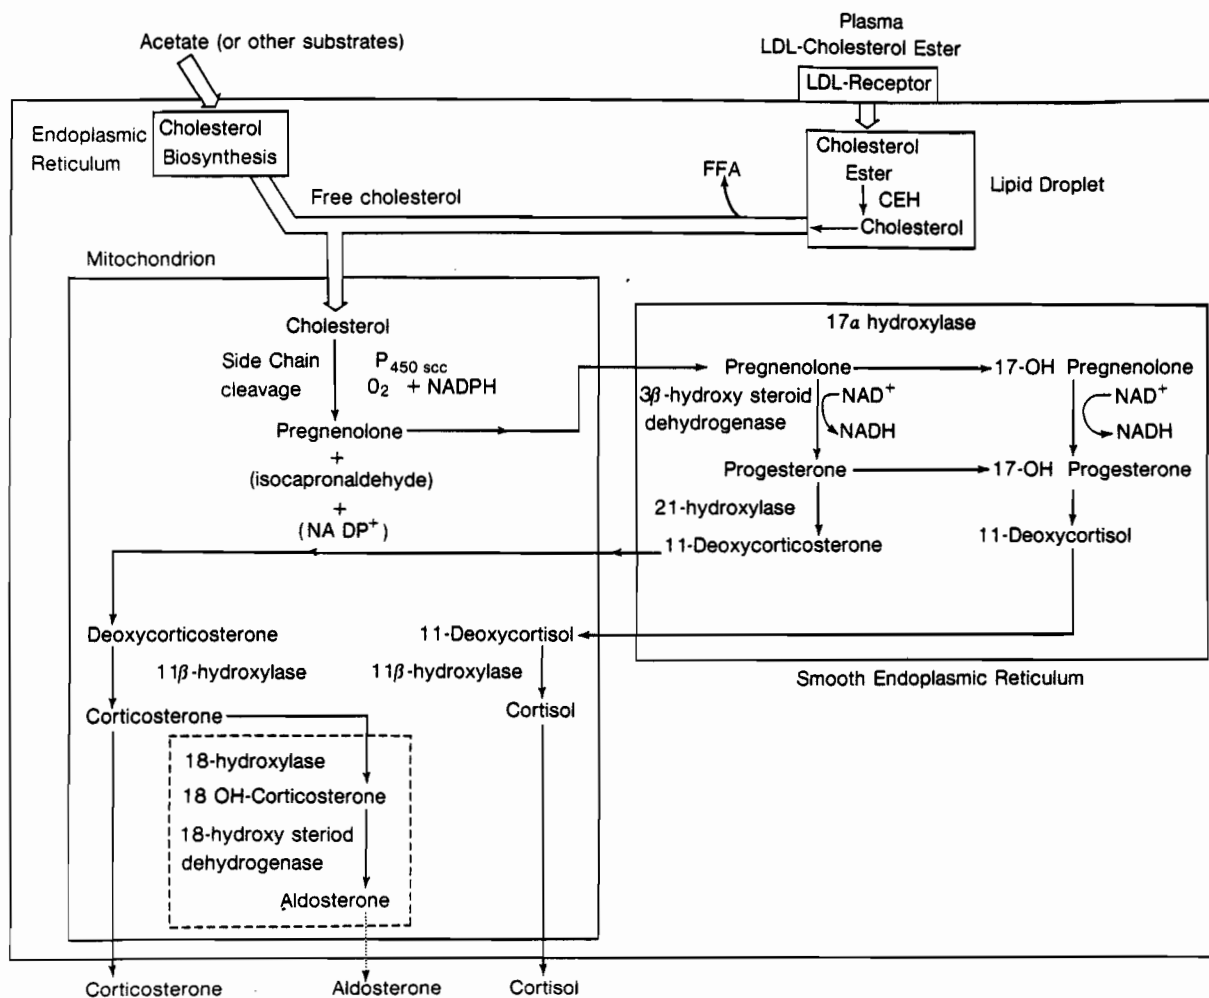 Acetate (or other substrates)
Plasma
LDL-Cholesterol Ester
LDL-Receptor
Endoplasmic
Reticulum
Cholesterol
Biosynthesis
Free cholesterol
FFA
Cholesterol
Ester
CEH
Cholesterol
Lipid Droplet
Mitochondrion
Cholesterol
Side Chain
cleavage
P450 scc
O2 + NADPH
Pregnenolone
+
(isocapronaldehyde)
+
(NA DP+)
17a hydroxylase
Pregnenolone
17-OH Pregnenolone
3β-hydroxy steroid
dehydrogenase
NAD+
NADH
NAD+
NADH
Progesterone
17-OH Progesterone
21-hydroxylase
11-Deoxycorticosterone
11-Deoxycortisol
Smooth Endoplasmic Reticulum
Deoxycorticosterone
11-Deoxycortisol
11β-hydroxylase
11β-hydroxylase
Corticosterone
Cortisol
18-hydroxylase
18 OH-Corticosterone
18-hydroxy steriod
dehydrogenase
Aldosterone
Corticosterone
Aldosterone
Cortisol